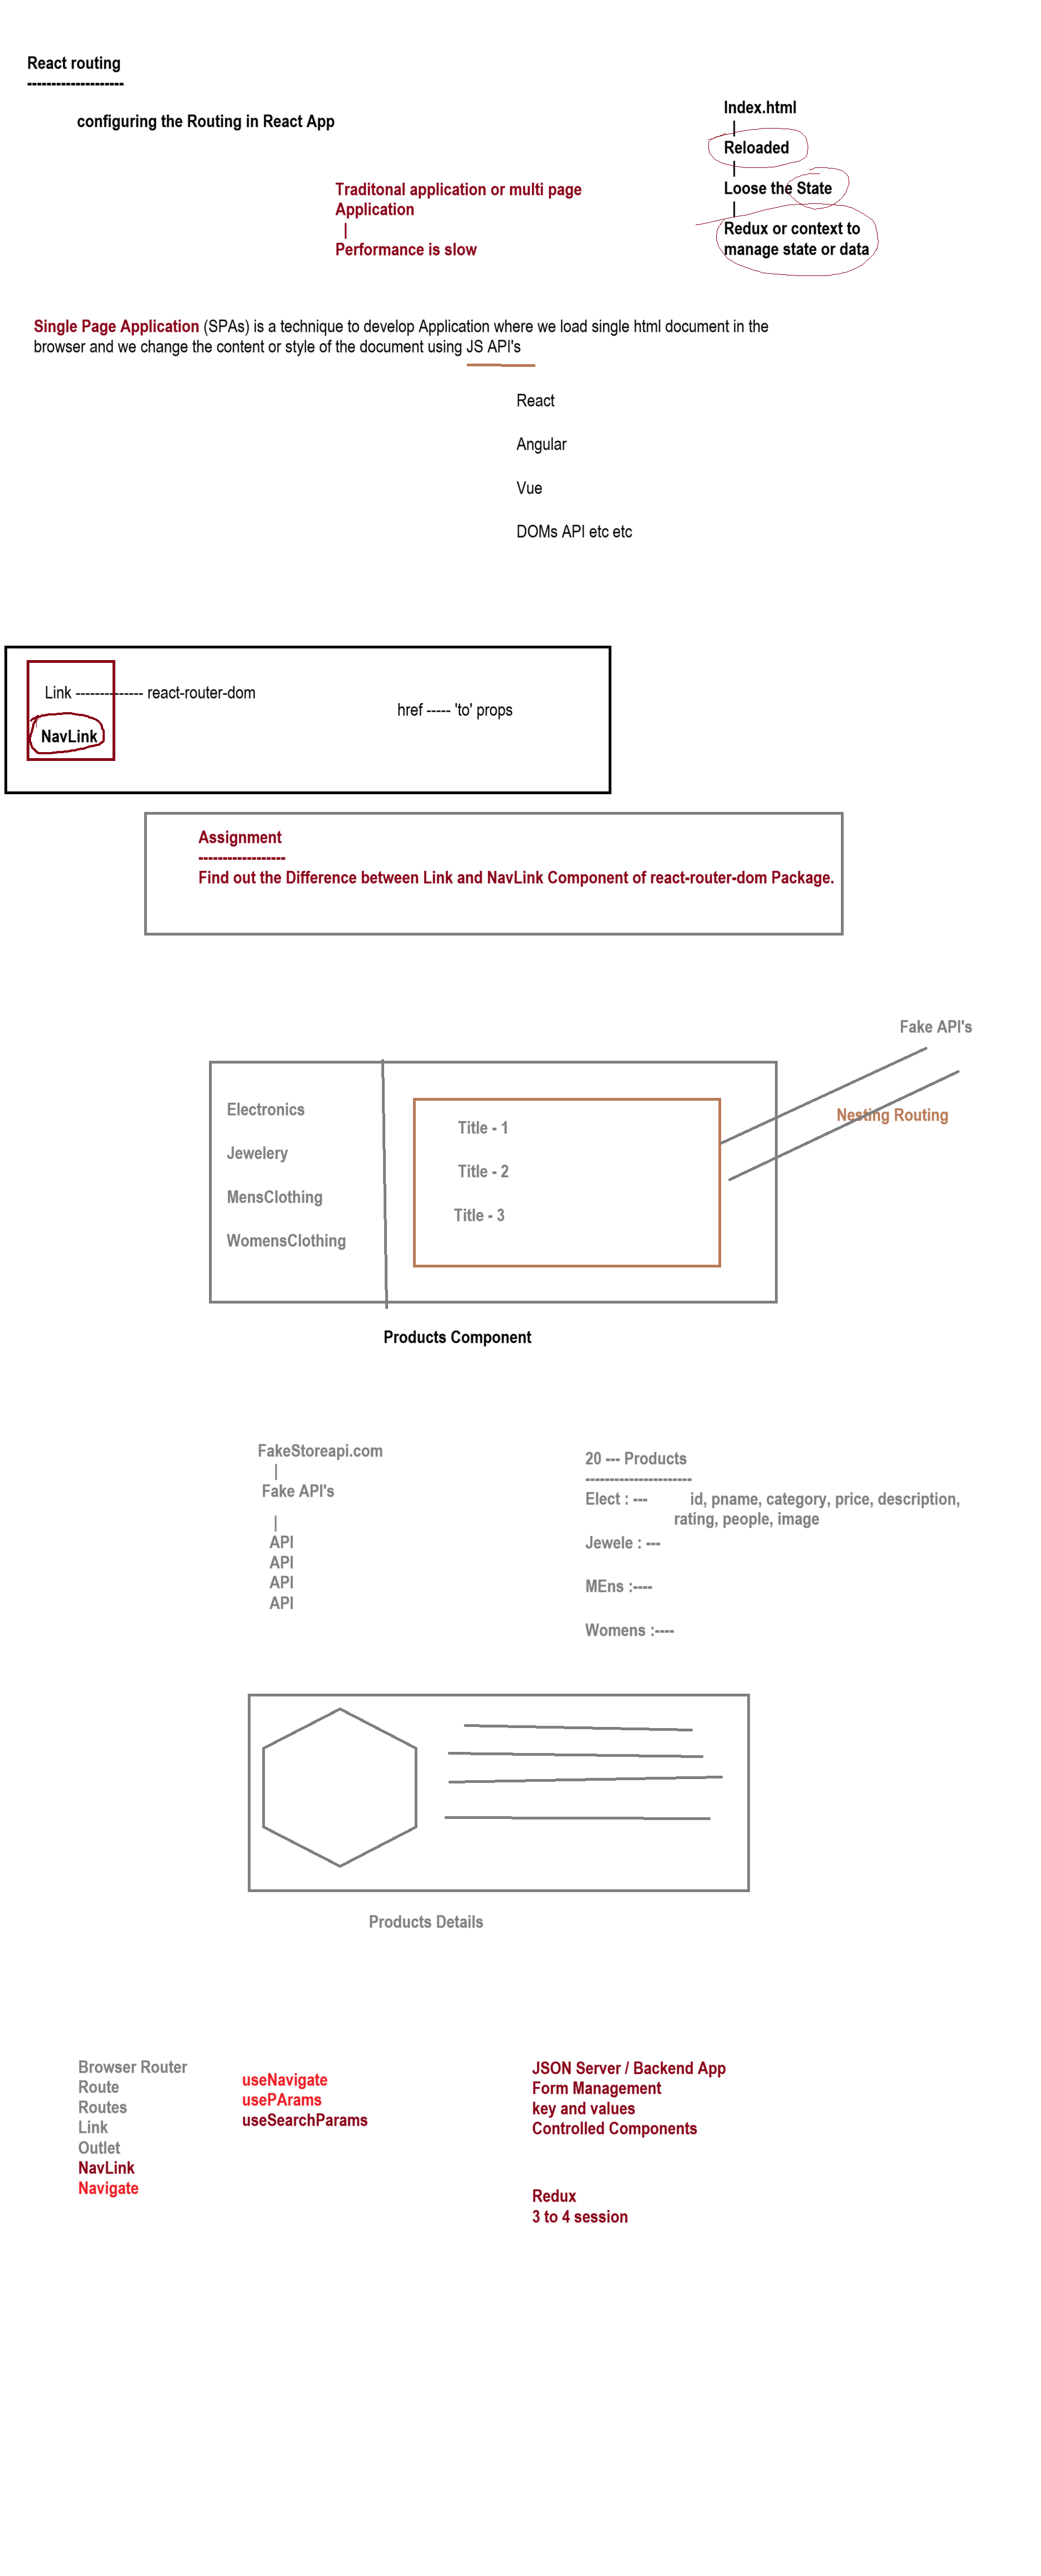 React routing
--------------------
configuring the Routing in React App
Index.html
|
Reloaded
|
Loose the State
|
Redux or context to
manage state or data
Traditonal application or multi page
Application
|
Performance is slow
Single Page Application (SPAs) is a technique to develop Application where we load single html document in the
browser and we change the content or style of the document using JS API's
React
Angular
Vue
DOMs API etc etc
Link -------------- react-router-dom
href ----- 'to' props
NavLink
Assignment
------------------
Find out the Difference between Link and NavLink Component of react-router-dom Package.
Fake API's
Nesting Routing
Electronics
Jewelery
MensClothing
WomensClothing
Title - 1
Title - 2
Title - 3
Products Component
FakeStoreapi.com
|
Fake API's
|
API
API
API
API
20 --- Products
----------------------
Elect : --- id, pname, category, price, description,
rating, people, image
Jewele : ---
MEns :----
Womens :----
Products Details
Browser Router
Route
Routes
Link
Outlet
NavLink
Navigate
useNavigate
usePArams
useSearchParams
JSON Server / Backend App
Form Management
key and values
Controlled Components
Redux
3 to 4 session